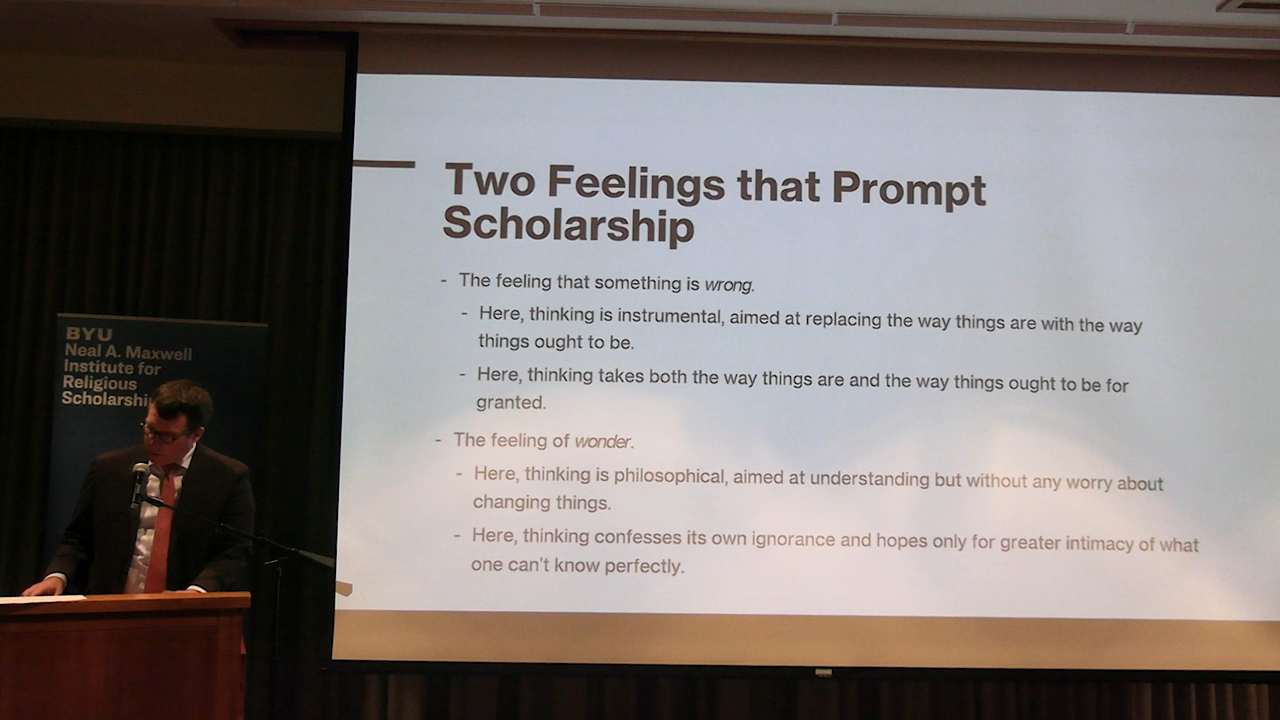 BYU
Neal A. Maxwell
Institute for
Religious
Scholarship
Two Feelings that Prompt
Scholarship
- The feeling that something is wrong.
- Here, thinking is instrumental, aimed at replacing the way things are with the way
things ought to be.
- Here, thinking takes both the way things are and the way things ought to be for
granted.
- The feeling of wonder.
- Here, thinking is philosophical, aimed at understanding but without any worry about
changing things.
- Here, thinking confesses its own ignorance and hopes only for greater intimacy of what
one can't know perfectly.